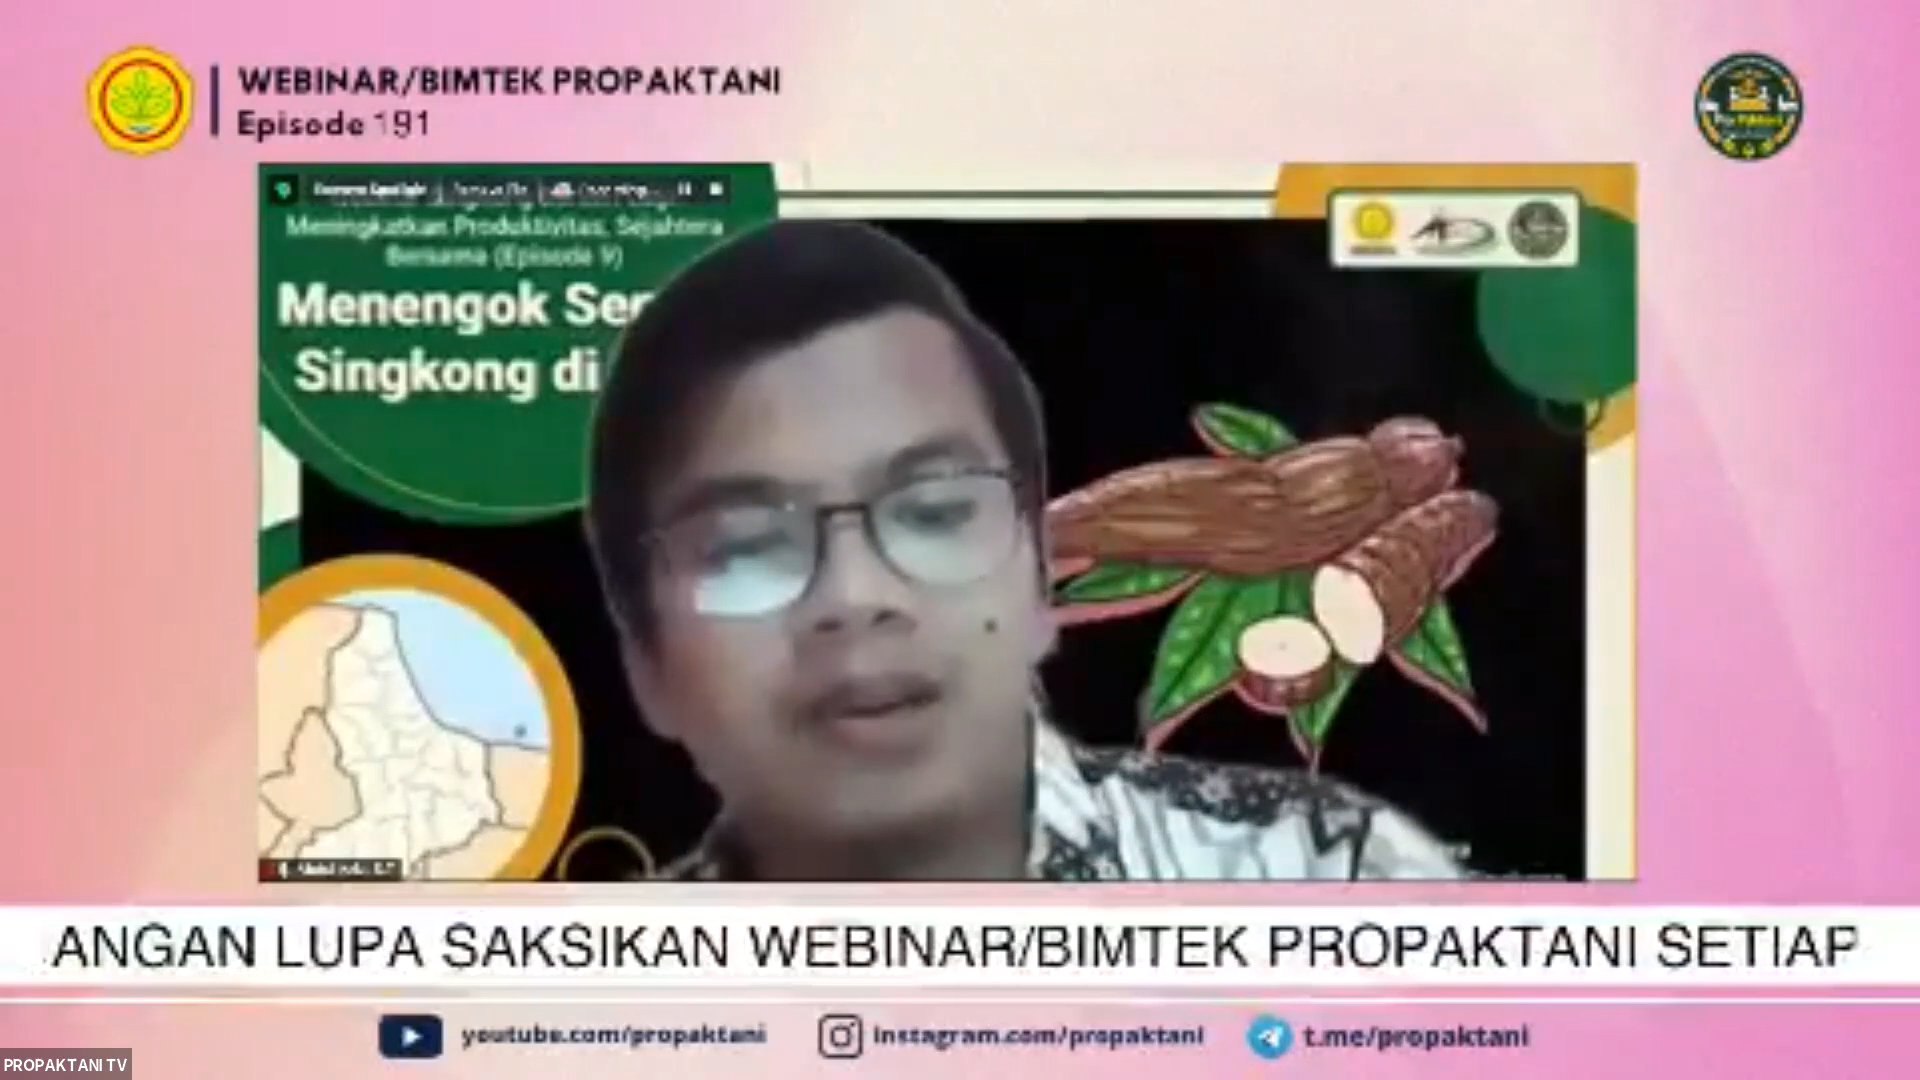 WEBINAR/BIMTEK PROPAKTANI
Episode 191
Meningkatkan Produktivitas, Sejahtera
Bersama (Episode 9)
Menengok Ser
Singkong di
ANGAN LUPA SAKSIKAN WEBINAR/BIMTEK PROPAKTANI SETIAP
youtube.com/propaktani
instagram.com/propaktani
t.me/propaktani
PROPAKTANI TV